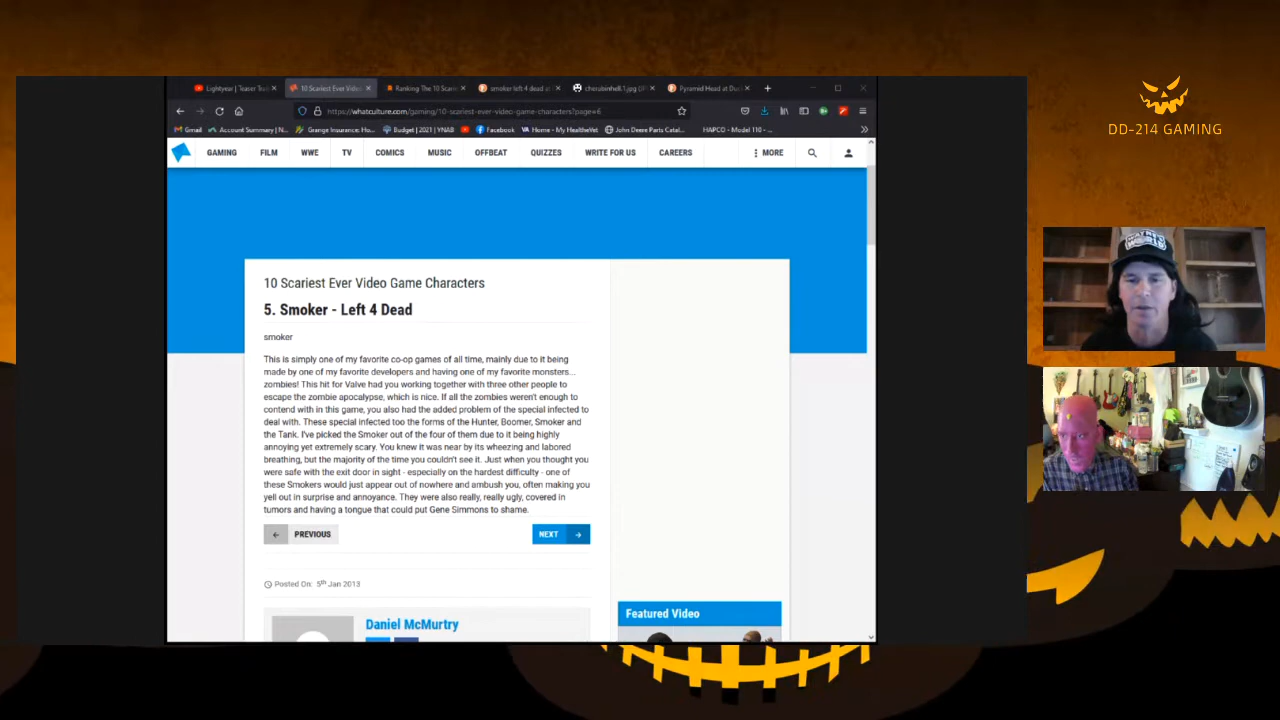 Lightyear | Teaser Trai
10 Scariest Ever Video
Ranking The 10 Scarie
smoker left 4 dead at
cherubinhell.1.jpg
Pyramid Head at Du
https://whatculture.com/gaming/10-scariest-ever-video-game-characters?page=6
Gmail
Account Summary | N...
Grange Insurance: Ho...
Budget | 2021 | YNAB
Facebook
VA Home - My HealtheVet
John Deere Parts Catal...
HAPCO - Model 110 -...
GAMING
FILM
WWE
TV
COMICS
MUSIC
OFFBEAT
QUIZZES
WRITE FOR US
CAREERS
MORE
DD-214 GAMING
WAYNE'S WORLD
10 Scariest Ever Video Game Characters
5. Smoker - Left 4 Dead
smoker
This is simply one of my favorite co-op games of all time, mainly due to it being
made by one of my favorite developers and having one of my favorite monsters...
zombies! This hit for Valve had you working together with three other people to
escape the zombie apocalypse, which is nice. If all the zombies weren't enough to
contend with in this game, you also had the added problem of the special infected to
deal with. These special infected too the forms of the Hunter, Boomer, Smoker and
the Tank. I've picked the Smoker out of the four of them due to it being highly
annoying yet extremely scary. You knew it was near by its wheezing and labored
breathing, but the majority of the time you couldn't see it. Just when you thought you
were safe with the exit door in sight - especially on the hardest difficulty - one of
these Smokers would just appear out of nowhere and ambush you, often making you
yell out in surprise and annoyance. They were also really, really ugly, covered in
tumors and having a tongue that could put Gene Simmons to shame.
PREVIOUS
NEXT
Posted On: 5th Jan 2013
Daniel McMurtry
Featured Video